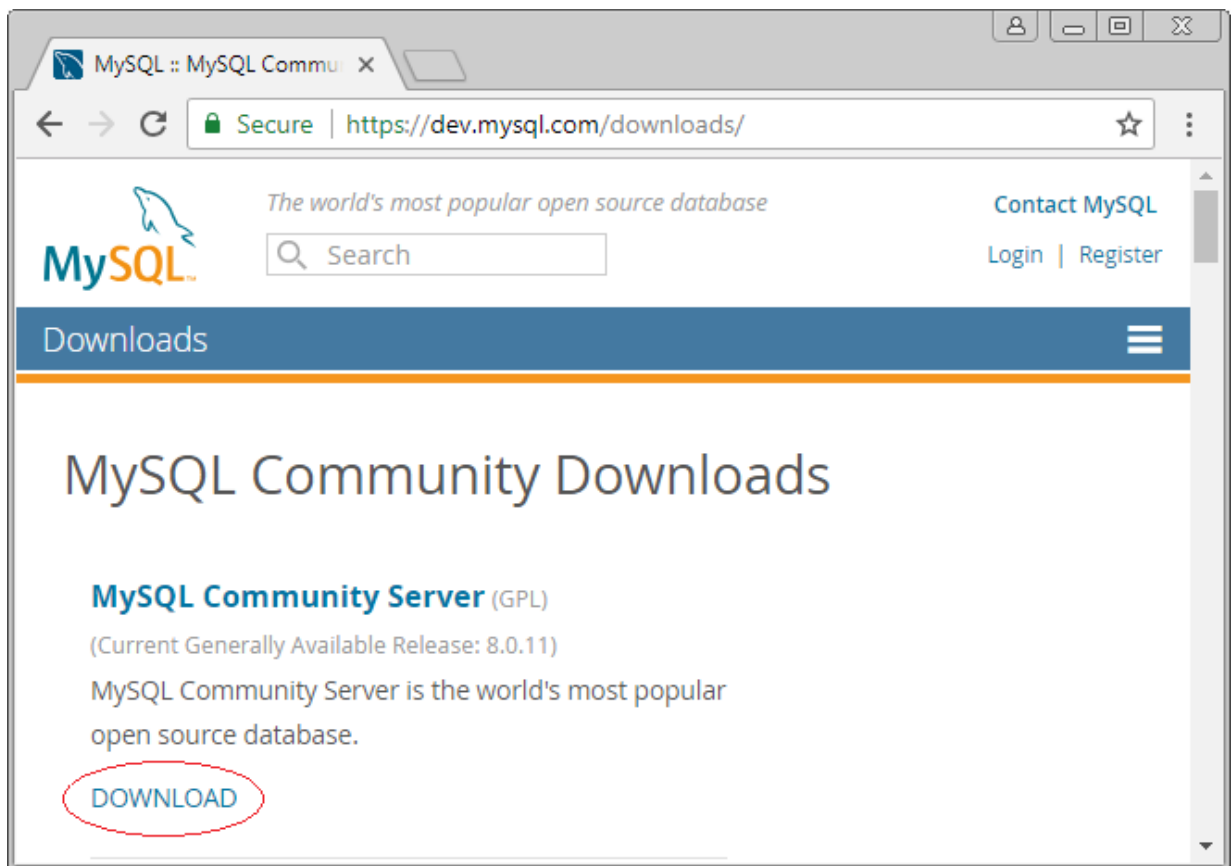 MySQL :: MySQL Commu
Secure | https://dev.mysql.com/downloads/
The world's most popular open source database
Contact MySQL
MySQL™
Search
Login | Register
Downloads
MySQL Community Downloads
MySQL Community Server (GPL)
(Current Generally Available Release: 8.0.11)
MySQL Community Server is the world's most popular
open source database.
DOWNLOAD